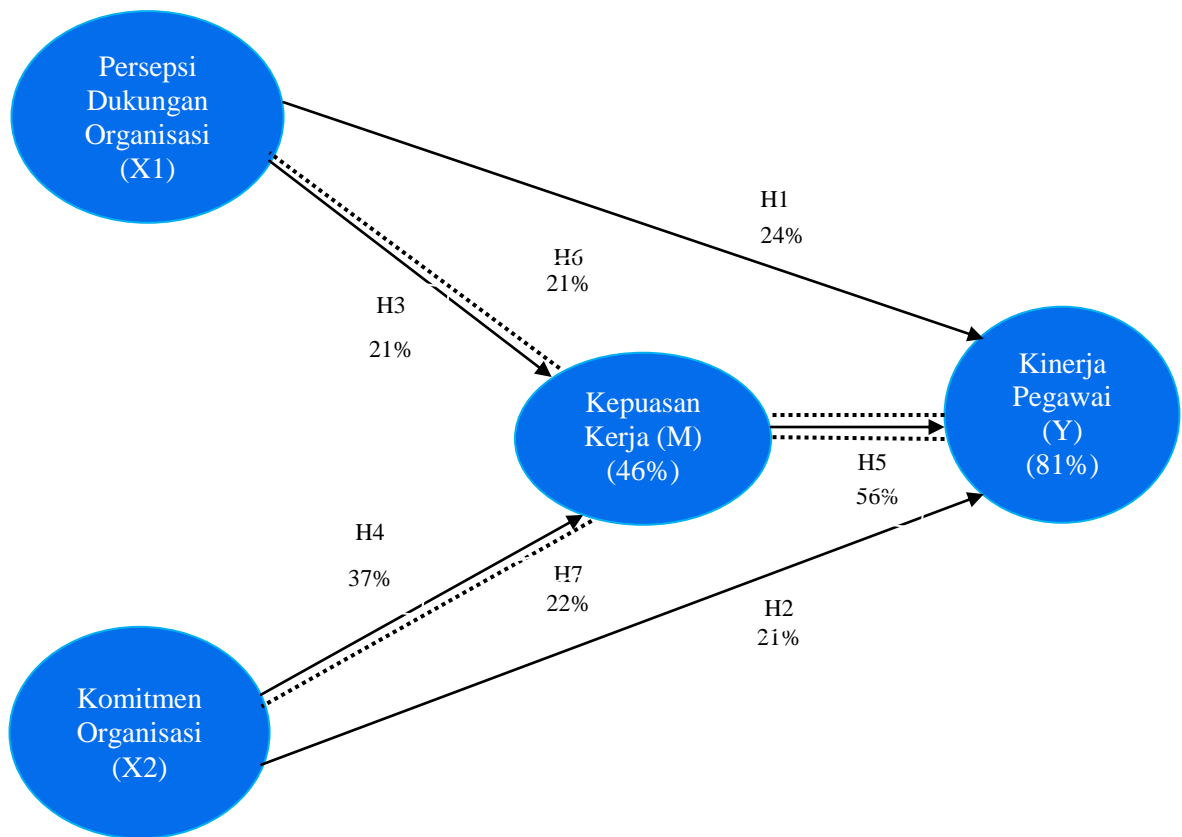 Persepsi
Dukungan
Organisasi
(X1)
H1
24%
H6
21%
H3
21%
Kepuasan
Kerja (M)
(46%)
Kinerja
Pegawai
(Y)
(81%)
H5
56%
H4
37%
H7
22%
H2
21%
Komitmen
Organisasi
(X2)